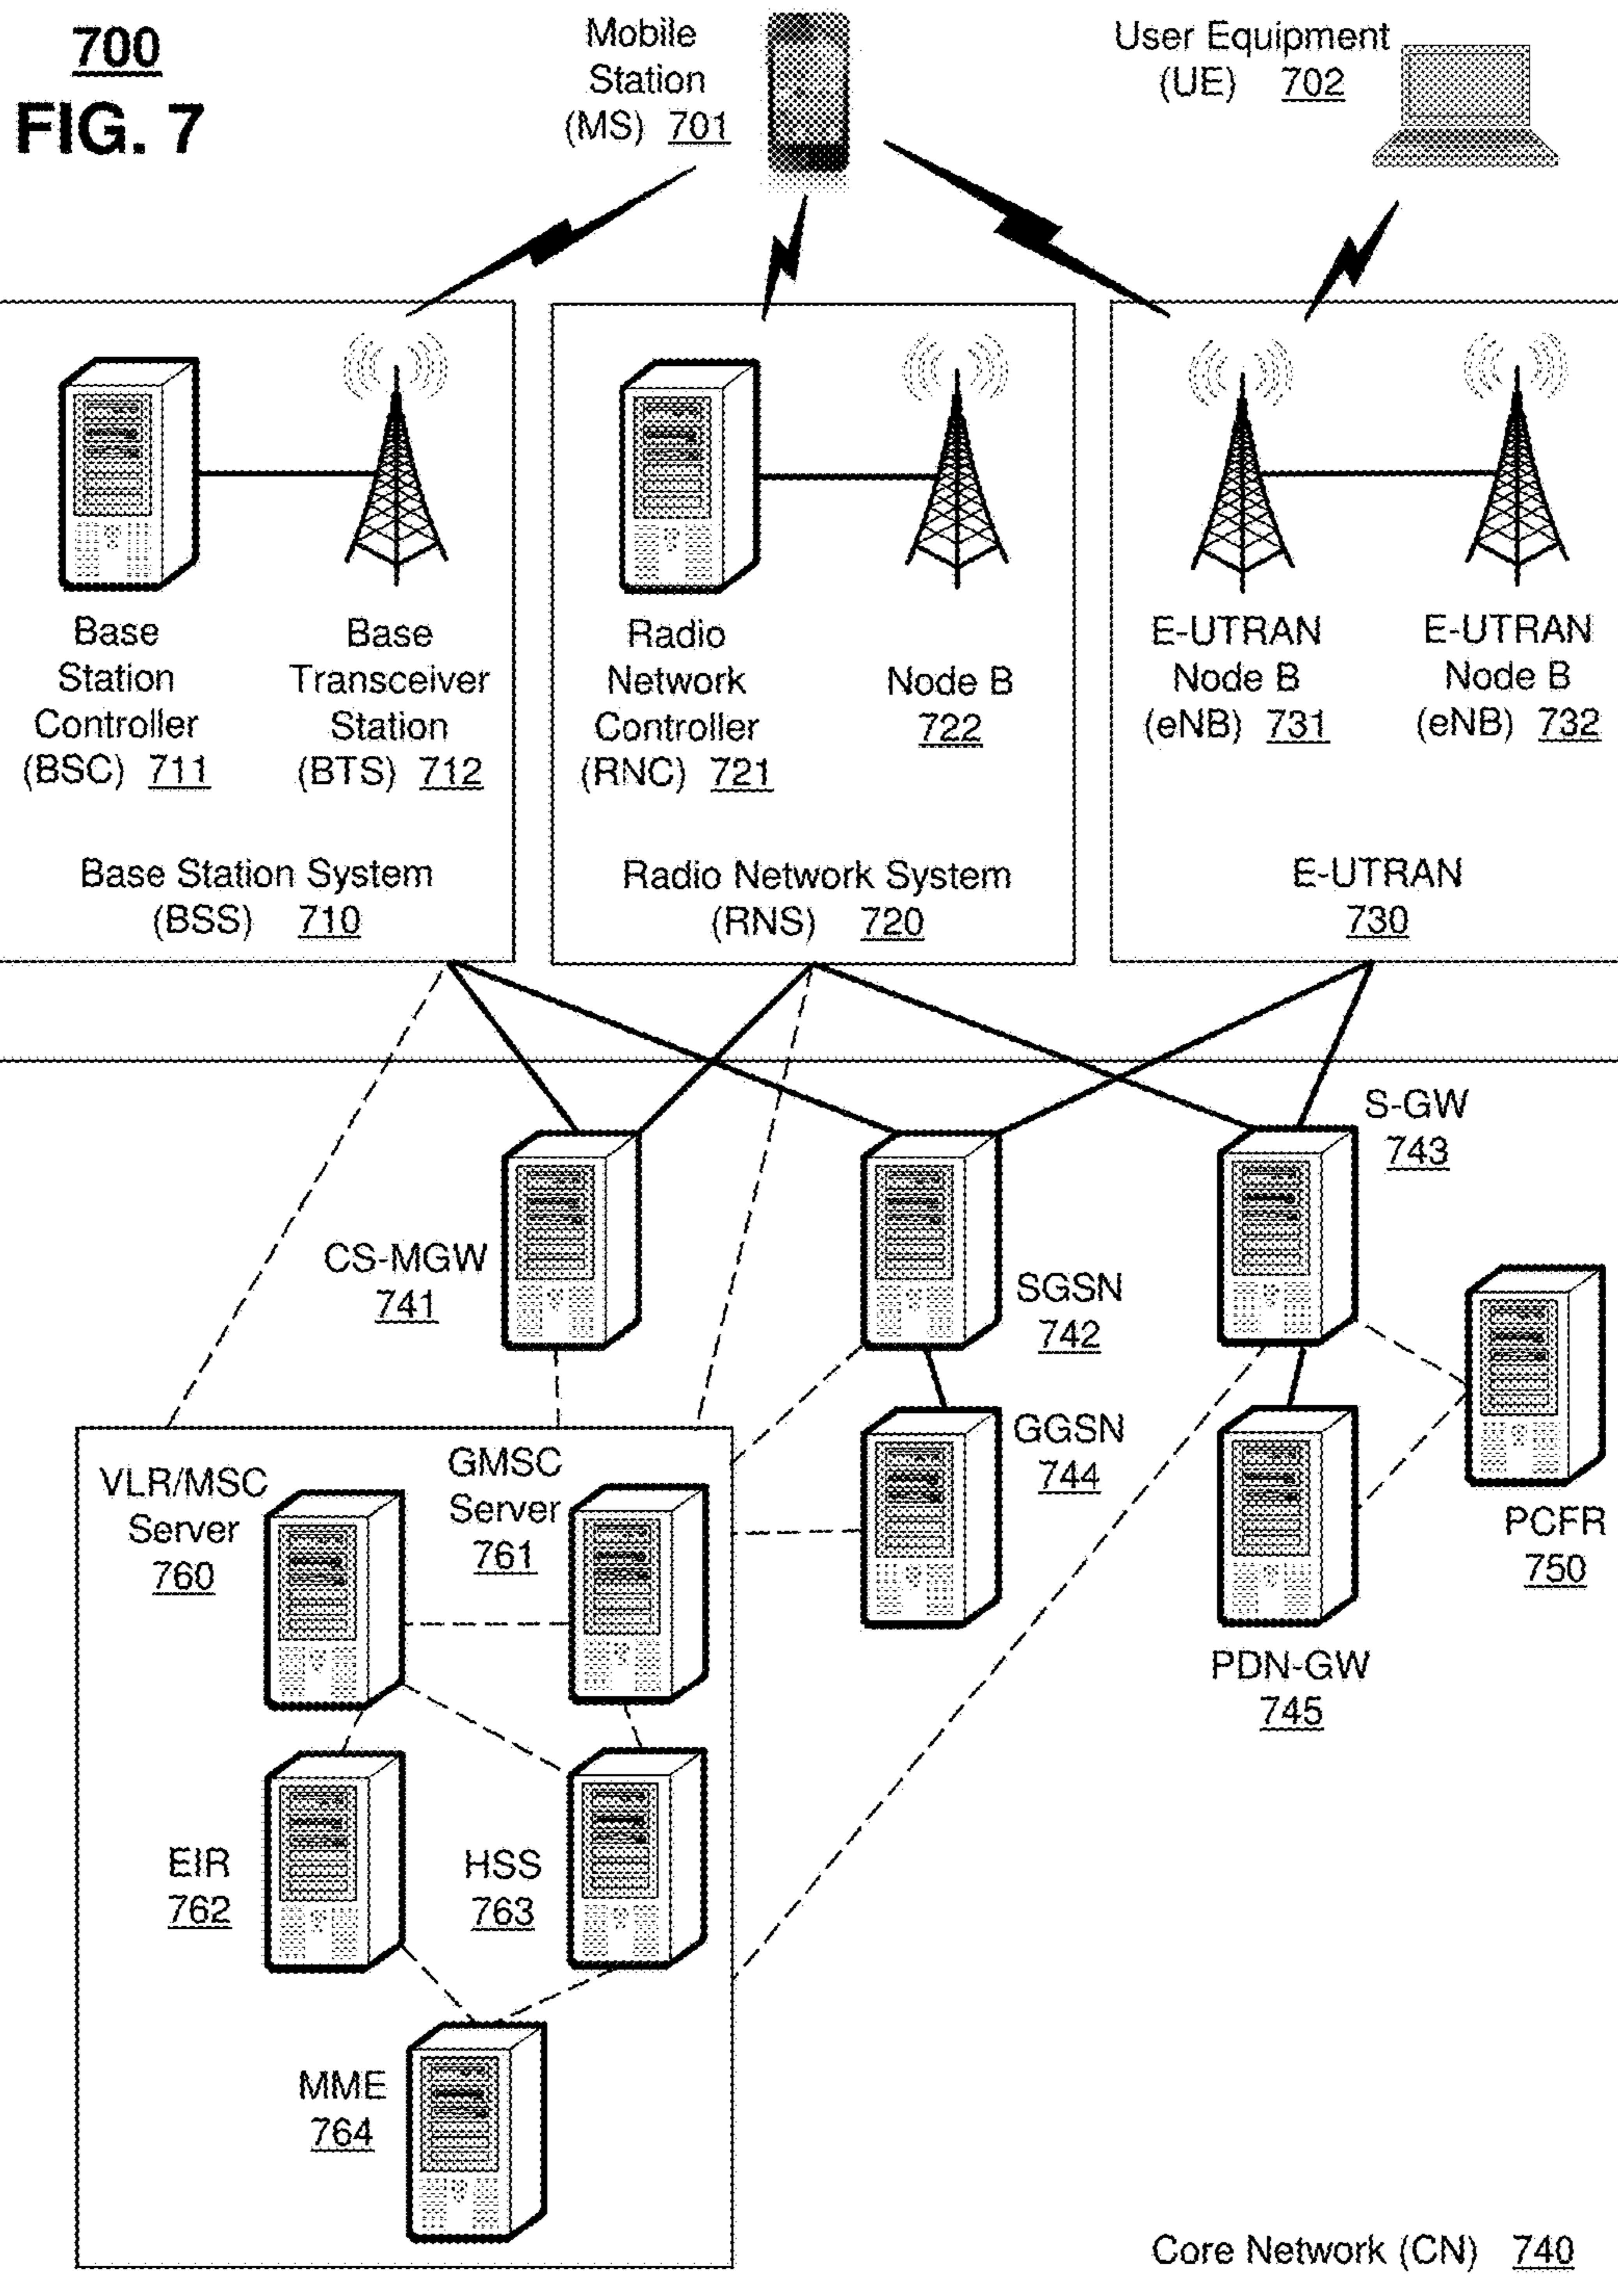 700
FIG. 7
Mobile
Station
(MS) 701
User Equipment
(UE) 702
Base
Station
Controller
(BSC) 711
Base
Transceiver
Station
(BTS) 712
Base Station System
(BSS) 710
Radio
Network
Controller
(RNC) 721
Node B
722
Radio Network System
(RNS) 720
E-UTRAN
Node B
(eNB) 731
E-UTRAN
Node B
(eNB) 732
E-UTRAN
730
CS-MGW
741
SGSN
742
S-GW
743
GGSN
744
PDN-GW
745
PCFR
750
VLR/MSC
Server
760
GMSC
Server
761
EIR
762
HSS
763
MME
764
Core Network (CN) 740